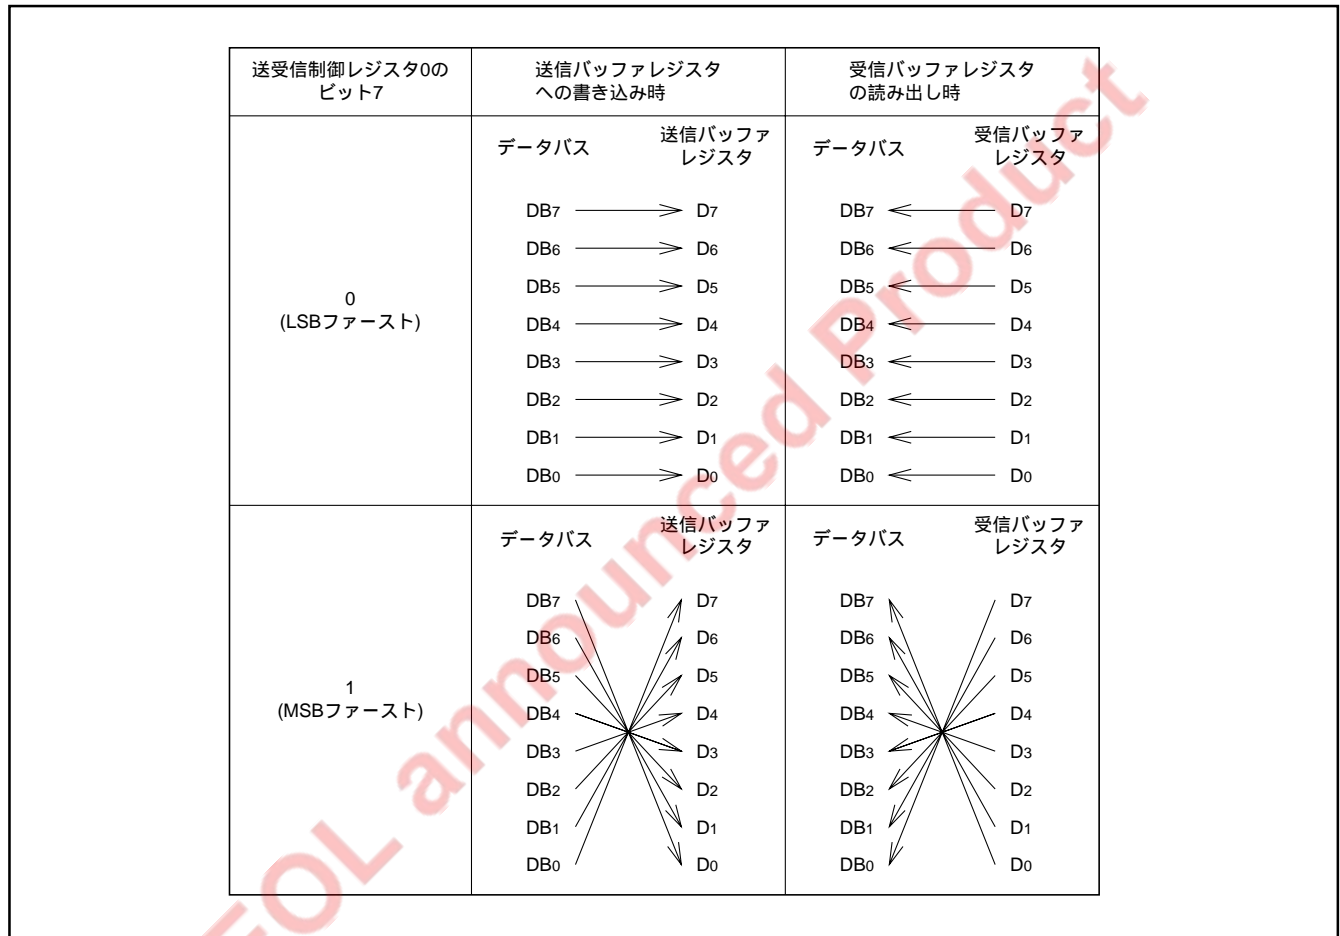 送受信制御レジスタ0の
ビット7
送信バッファレジスタ
への書き込み時
受信バッファレジスタ
の読み出し時
0
(LSBファースト)
データバス
送信バッファ
レジスタ
DB7 D7
DB6 D6
DB5 D5
DB4 D4
DB3 D3
DB2 D2
DB1 D1
DB0 D0
データバス
受信バッファ
レジスタ
DB7 D7
DB6 D6
DB5 D5
DB4 D4
DB3 D3
DB2 D2
DB1 D1
DB0 D0
1
(MSBファースト)
データバス
送信バッファ
レジスタ
DB7 D7
DB6 D6
DB5 D5
DB4 D4
DB3 D3
DB2 D2
DB1 D1
DB0 D0
データバス
受信バッファ
レジスタ
DB7 D7
DB6 D6
DB5 D5
DB4 D4
DB3 D3
DB2 D2
DB1 D1
DB0 D0
EOL announced Product